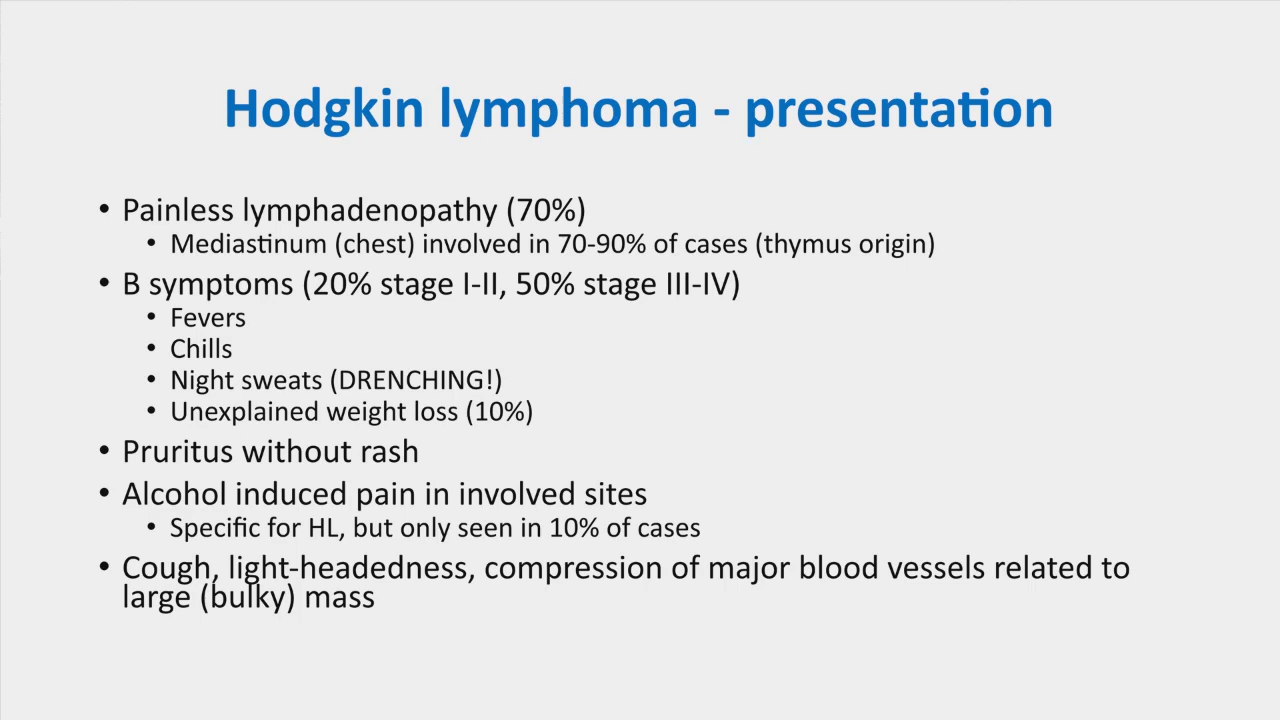 Hodgkin lymphoma - presentation
• Painless lymphadenopathy (70%)
• Mediastinum (chest) involved in 70-90% of cases (thymus origin)
• B symptoms (20% stage I-II, 50% stage III-IV)
• Fevers
• Chills
• Night sweats (DRENCHING!)
• Unexplained weight loss (10%)
• Pruritus without rash
• Alcohol induced pain in involved sites
• Specific for HL, but only seen in 10% of cases
• Cough, light-headedness, compression of major blood vessels related to
large (bulky) mass